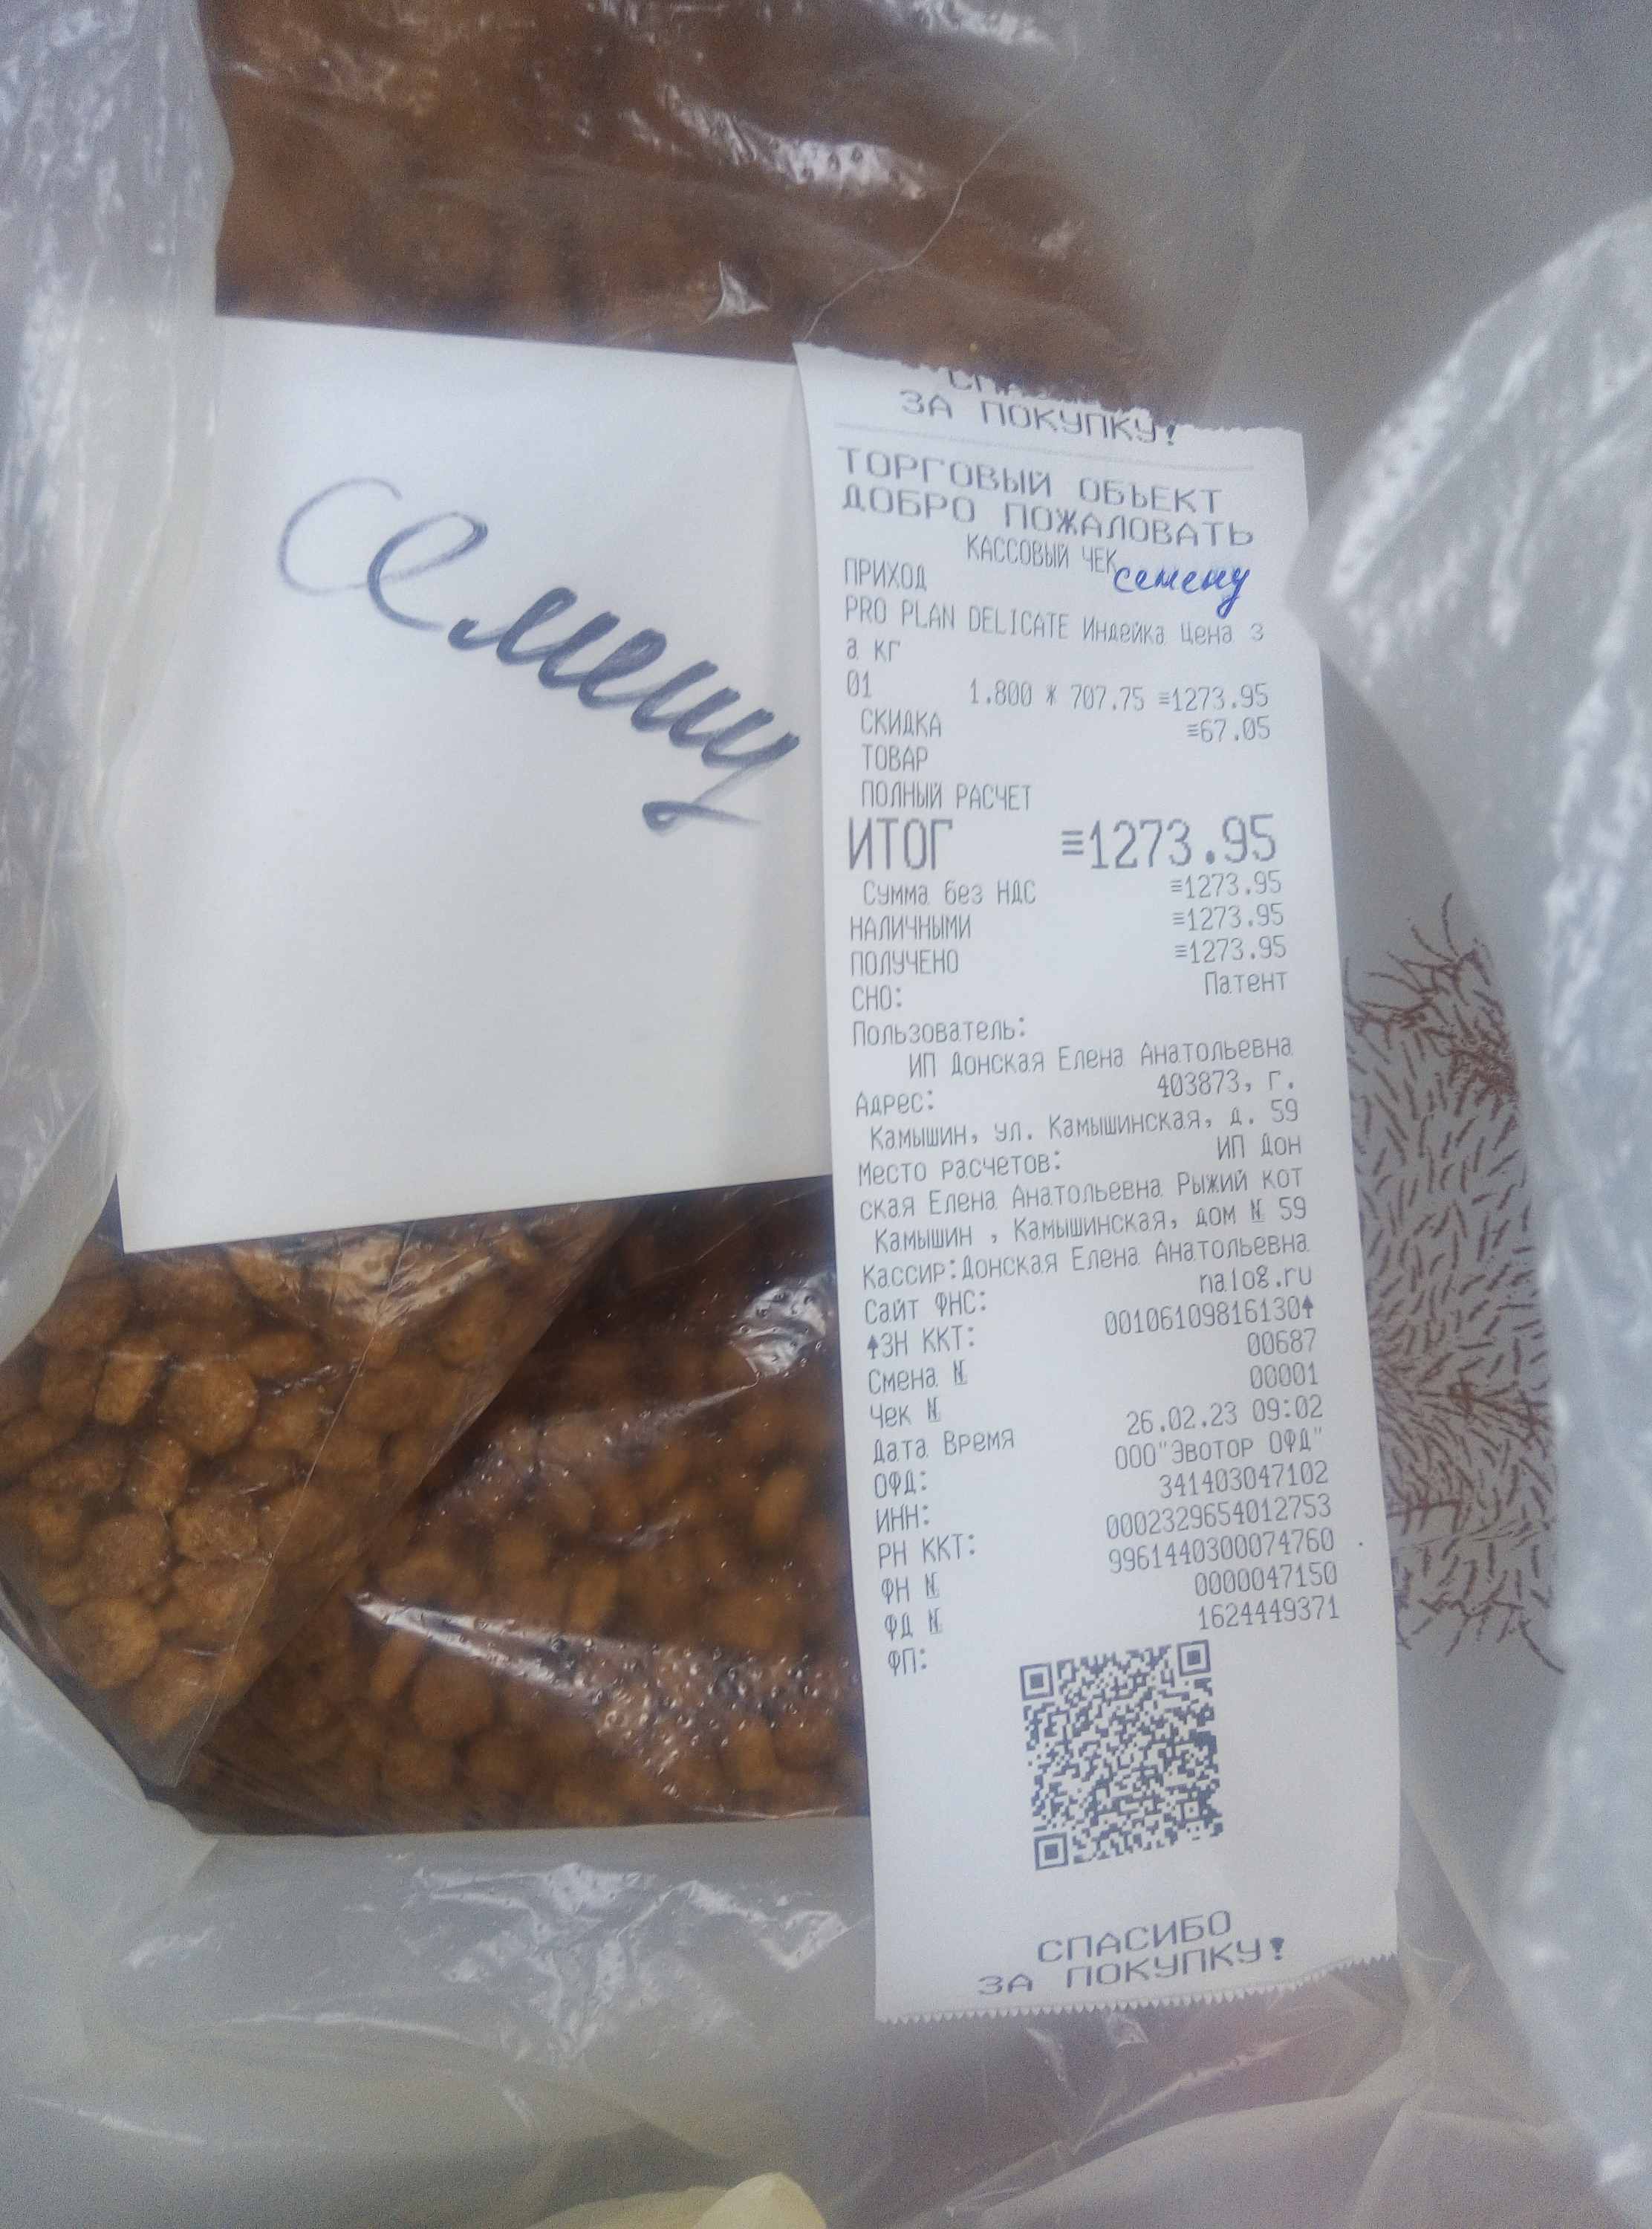 Семену
ЗА ПОКУПКУ!
ТОРГОВЫЙ ОБЪЕКТ
ДОБРО ПОЖАЛОВАТЬ
КАССОВЫЙ ЧЕК
семену
ПРИХОД
PRO PLAN DELICATE Индейка Цена з
а кг
01 1.800 * 707.75 ≡1273.95
СКИДКА ≡67.05
ТОВАР
ПОЛНЫЙ РАСЧЕТ
ИТОГ ≡1273.95
Сумма без НДС ≡1273.95
НАЛИЧНЫМИ ≡1273.95
ПОЛУЧЕНО ≡1273.95
СНО: Патент
Пользователь:
ИП Донская Елена Анатольевна
Адрес: 403873, г.
Камышин, ул. Камышинская, д. 59
Место расчетов: ИП Дон
ская Елена Анатольевна Рыжий кот
Камышин , Камышинская, дом № 59
Кассир:Донская Елена Анатольевна
Сайт ФНС: nalog.ru
↑ЗН ККТ: 00106109816130↑
Смена № 00687
Чек № 00001
Дата Время 26.02.23 09:02
ОФД: ООО"Эвотор ОФД"
ИНН: 341403047102
РН ККТ: 0002329654012753
ФН № 9961440300074760
ФД № 0000047150
ФП: 1624449371
СПАСИБО
ЗА ПОКУПКУ!